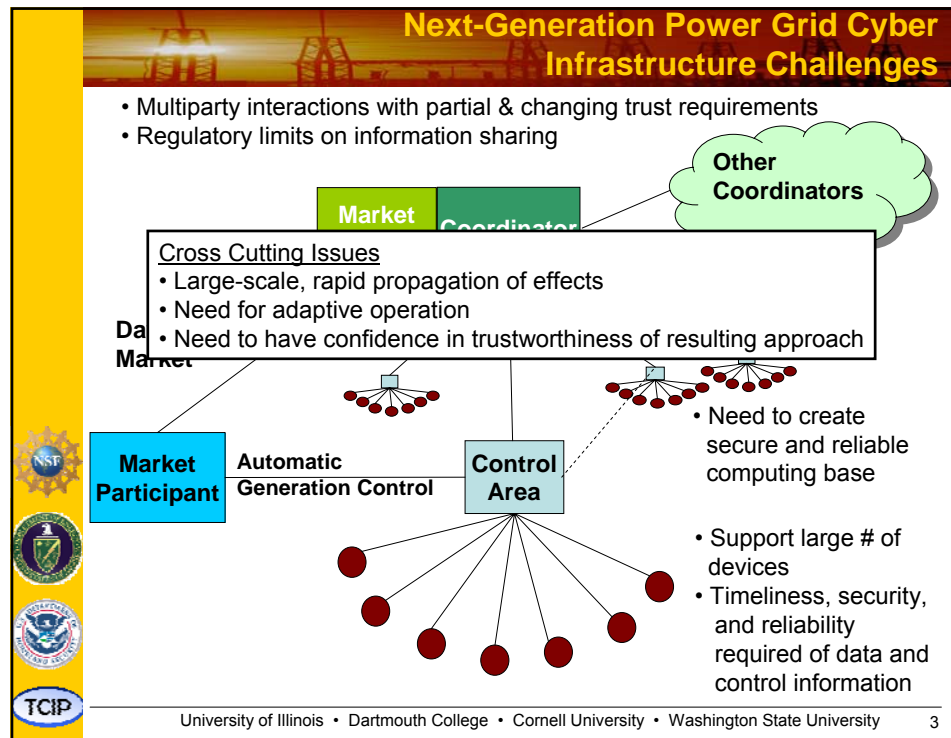 Next-Generation Power Grid Cyber
Infrastructure Challenges
• Multiparty interactions with partial & changing trust requirements
• Regulatory limits on information sharing
Other
Coordinators
Market
Coordinator
Cross Cutting Issues
• Large-scale, rapid propagation of effects
• Need for adaptive operation
• Need to have confidence in trustworthiness of resulting approach
Market
• Need to create
secure and reliable
computing base
Market
Participant
Automatic
Generation Control
Control
Area
• Support large # of
devices
• Timeliness, security,
and reliability
required of data and
control information
NSF
TCIP
University of Illinois • Dartmouth College • Cornell University • Washington State University
3